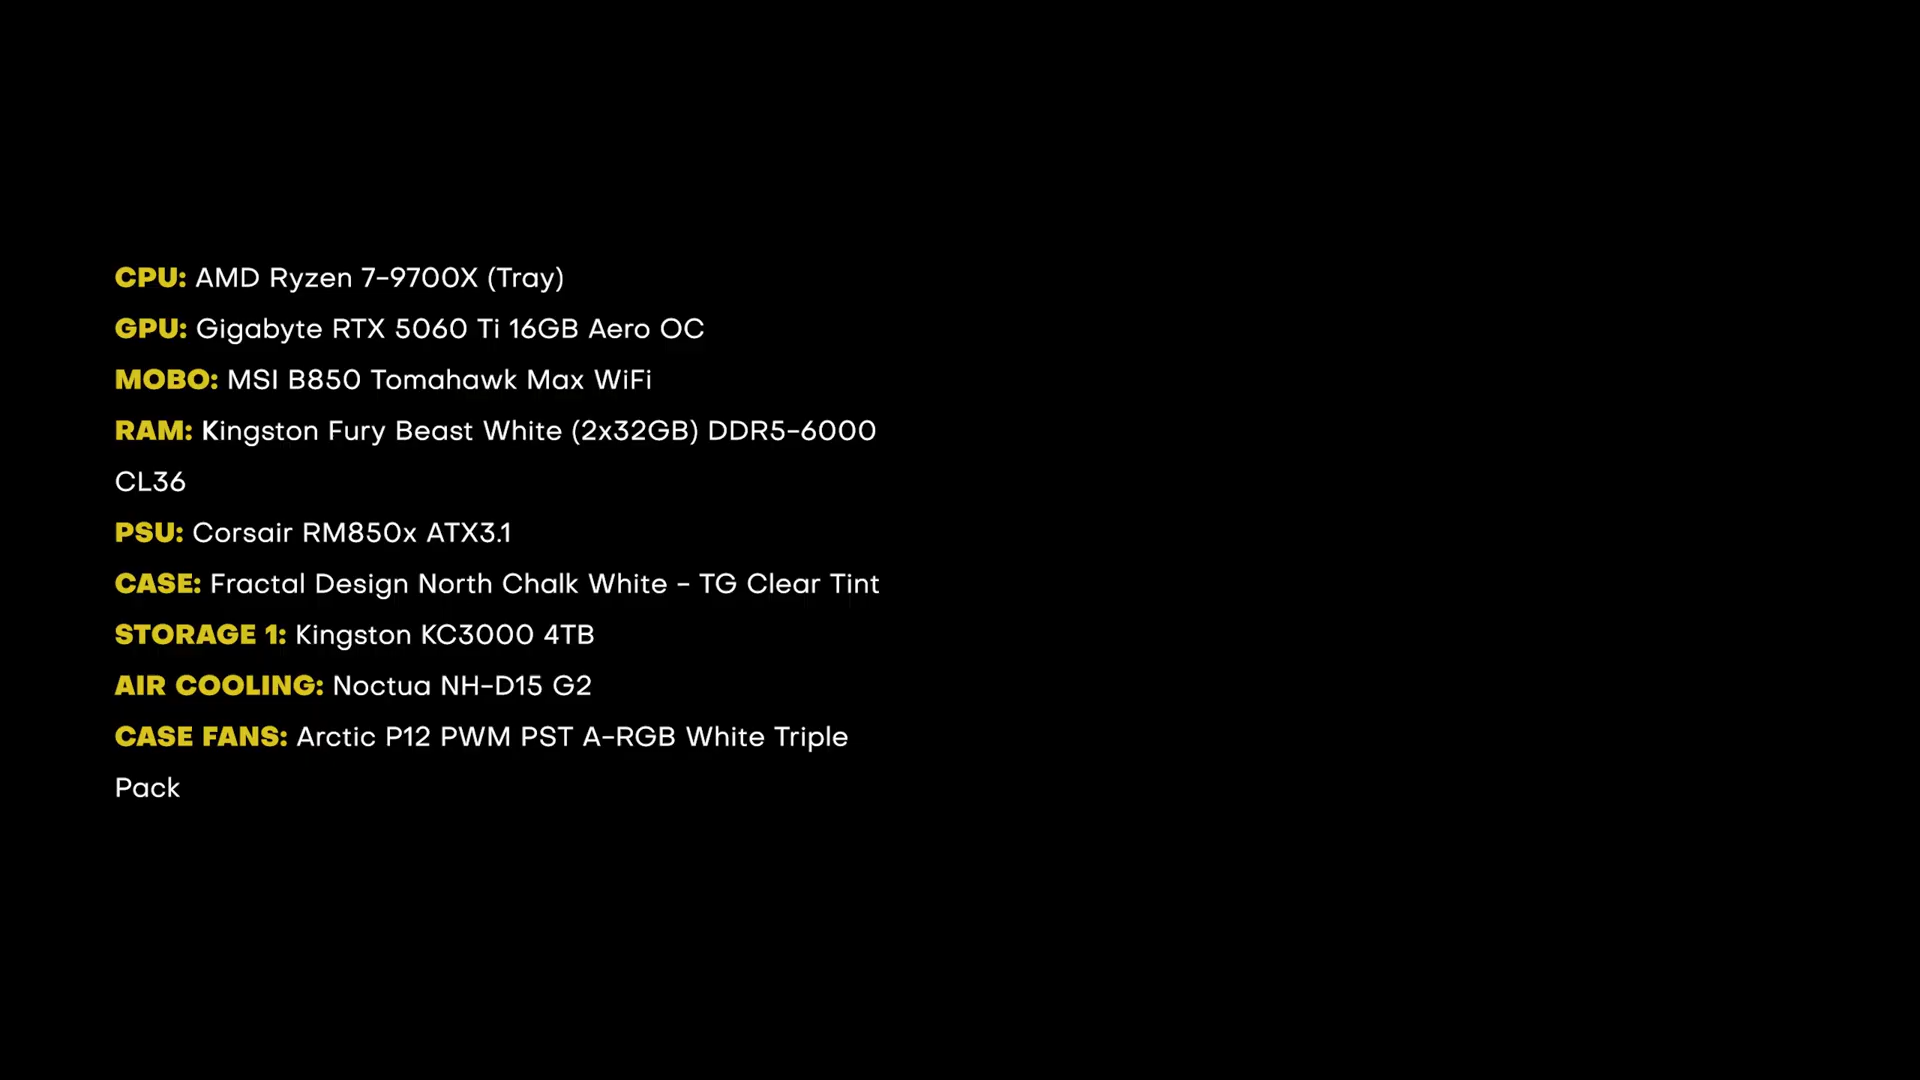 CPU: AMD Ryzen 7-9700X (Tray)
GPU: Gigabyte RTX 5060 Ti 16GB Aero OC
MOBO: MSI B850 Tomahawk Max WiFi
RAM: Kingston Fury Beast White (2x32GB) DDR5-6000
CL36
PSU: Corsair RM850x ATX3.1
CASE: Fractal Design North Chalk White - TG Clear Tint
STORAGE 1: Kingston KC3000 4TB
AIR COOLING: Noctua NH-D15 G2
CASE FANS: Arctic P12 PWM PST A-RGB White Triple
Pack